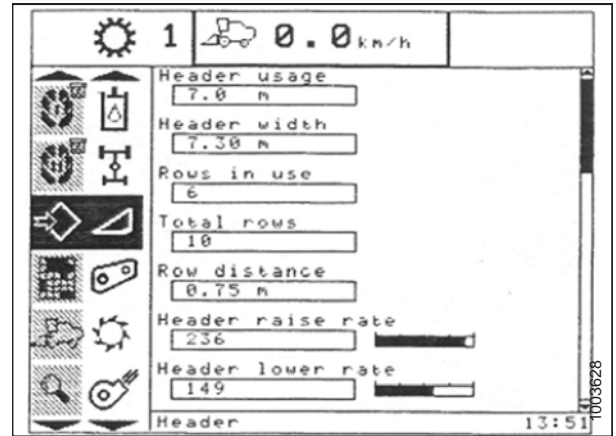 1 0.0 km/h
Header usage
7.0 m
Header width
7.30 m
Rows in use
6
Total rows
10
Row distance
0.75 m
Header raise rate
236
Header lower rate
149
Header 13:51
1003628